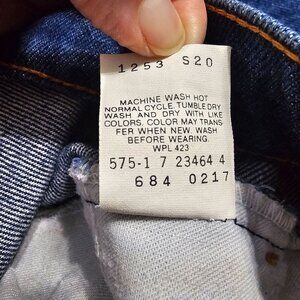 1253 S20
MACHINE WASH HOT
NORMAL CYCLE. TUMBLE DRY
WASH AND DRY WITH LIKE
COLORS. COLOR MAY TRANS
FER WHEN NEW. WASH
BEFORE WEARING.
WPL 423
575-1 7 23464 4
684 0217